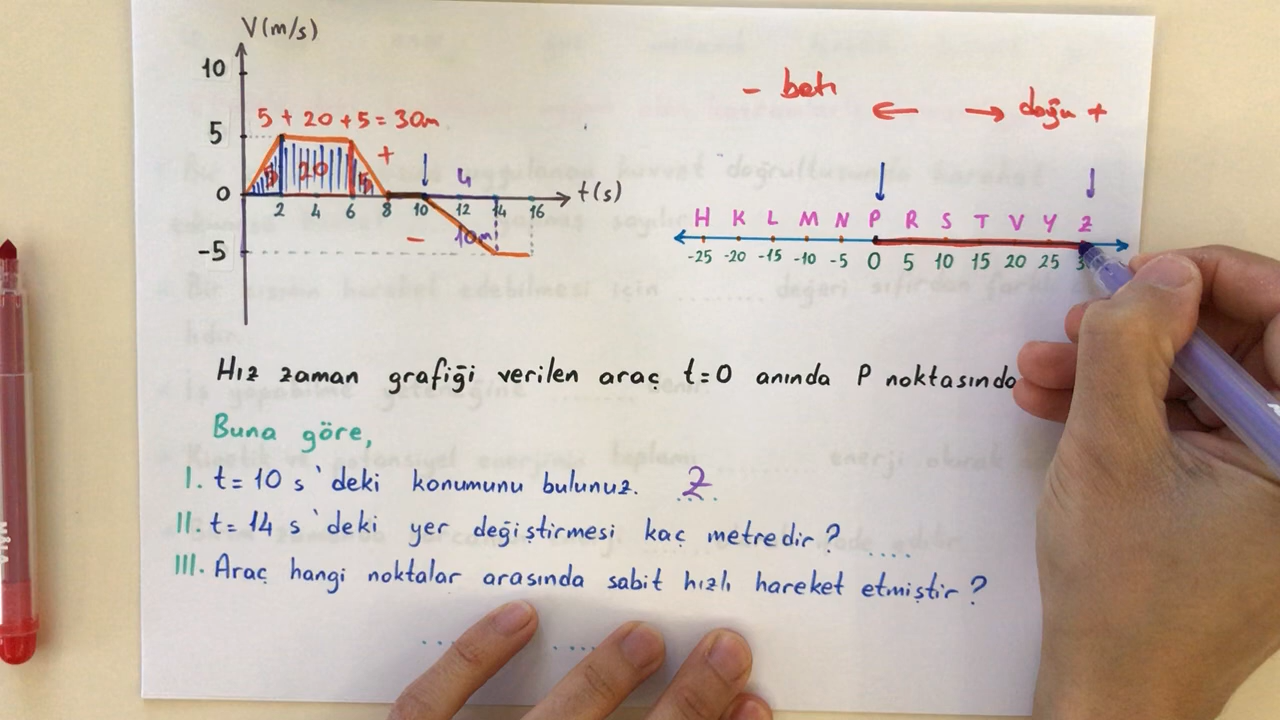 V(m/s)
10
5 + 20 + 5 = 30m
5
5 20 5 +
4
0 2 4 6 8 10 12 14 16 t(s)
- 10m
-5
- batı ← → doğu +
H K L M N P R S T V Y Z
-25 -20 -15 -10 -5 0 5 10 15 20 25
Hız zaman grafiği verilen araç t=0 anında P noktasında
Buna göre,
I. t= 10 s'deki konumunu bulunuz. .Z.
II. t= 14 s'deki yer değiştirmesi kaç metredir? ....
III. Araç hangi noktalar arasında sabit hızlı hareket etmiştir?